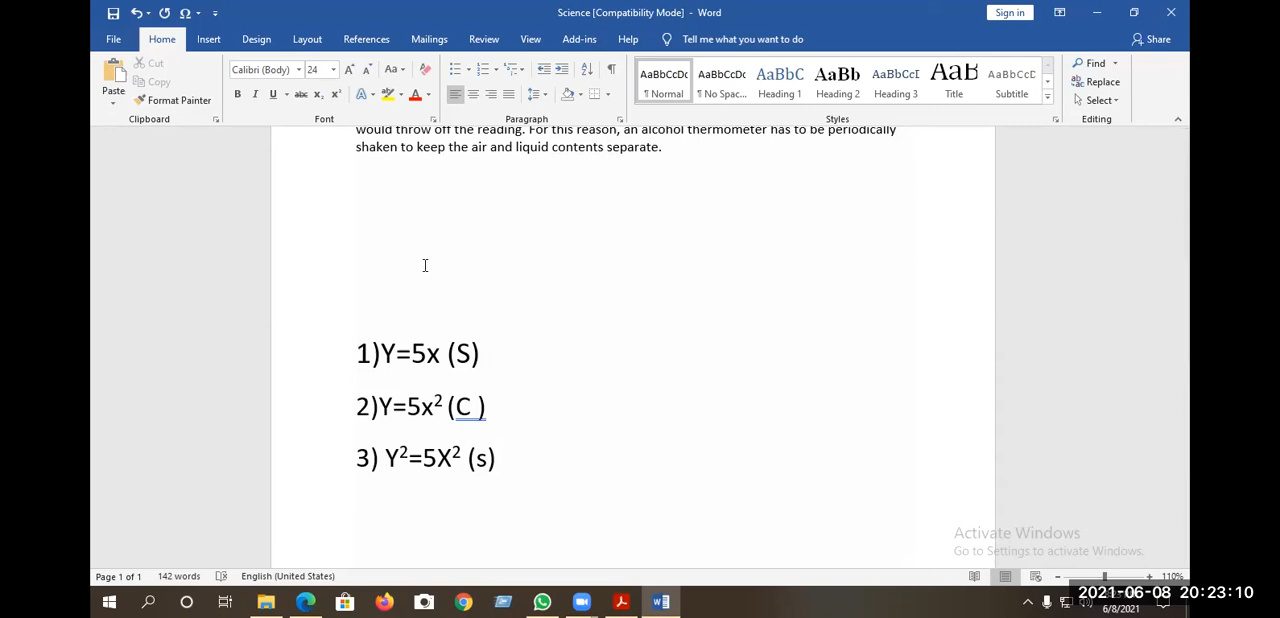 Science [Compatibility Mode] - Word
Sign in
File Home Insert Design Layout References Mailings Review View Add-ins Help Tell me what you want to do Share
Paste
Cut
Copy
Format Painter
Clipboard
Calibri (Body) 24
Font
Paragraph
AaBbCcDc AaBbCcDc AaBbC AaBb AaBbCcI AaB AaBbCcD
¶ Normal ¶ No Spac... Heading 1 Heading 2 Heading 3 Title Subtitle
Styles
Find
Replace
Select
Editing
would throw off the reading. For this reason, an alcohol thermometer has to be periodically
shaken to keep the air and liquid contents separate.
1)Y=5x (S)
2)Y=5x² (C )
3) Y²=5X² (s)
Activate Windows
Go to Settings to activate Windows.
Page 1 of 1 142 words English (United States) 110%
2021-06-08 20:23:10
6/8/2021